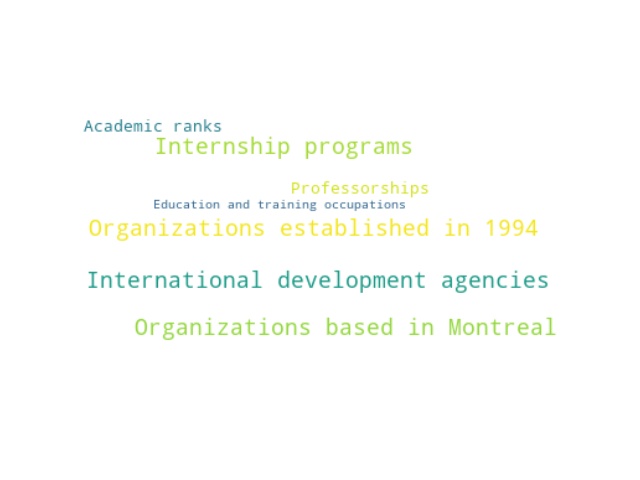 Academic ranks
Internship programs
Professorships
Education and training occupations
Organizations established in 1994
International development agencies
Organizations based in Montreal